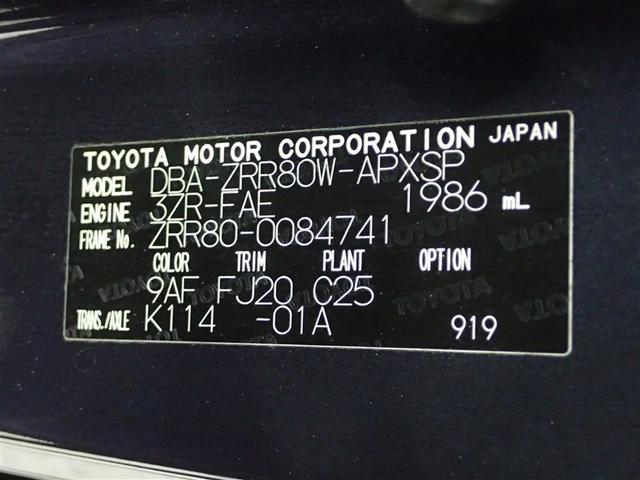 TOYOTA MOTOR CORPORATION JAPAN
MODEL DBA-ZRR80W-APXSP
ENGINE 3ZR-FAE 1986 mL
FRAME No. ZRR80-0084741
COLOR TRIM PLANT OPTION
9AF FJ20 C25
TRANS./AXLE K114 -01A 919